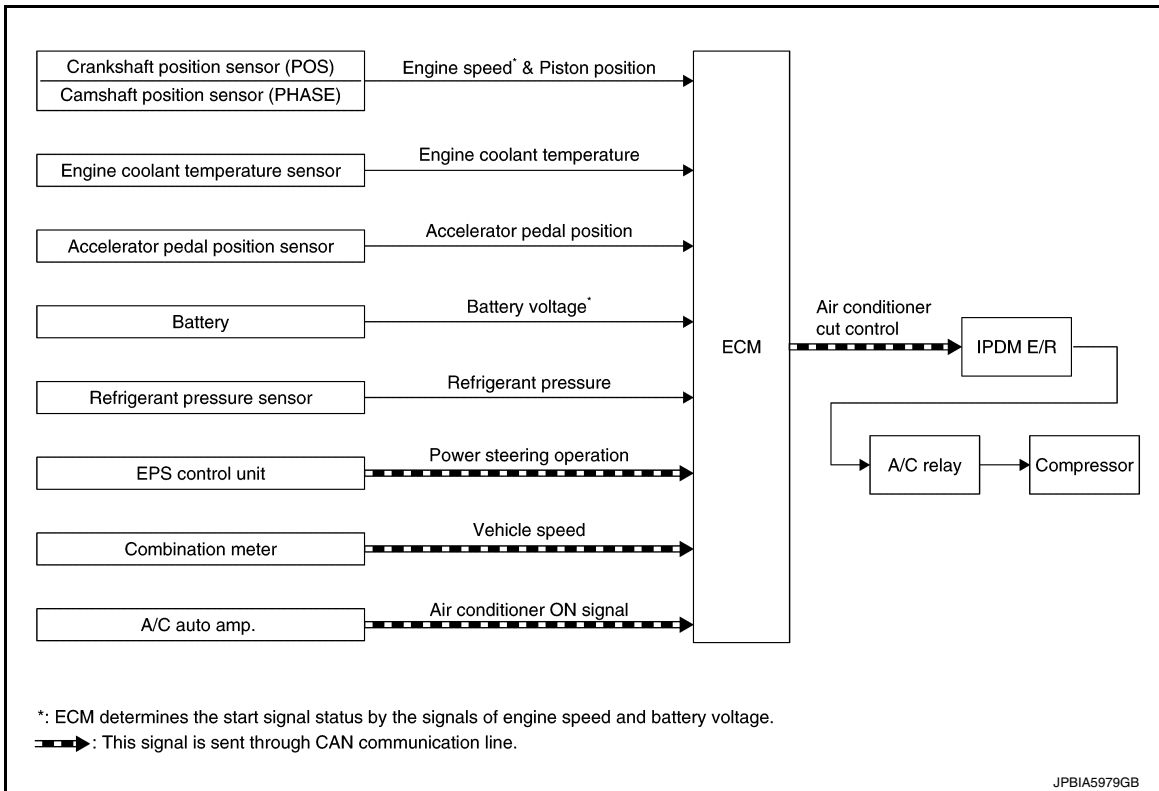 Crankshaft position sensor (POS)
Camshaft position sensor (PHASE)
Engine speed* & Piston position
Engine coolant temperature sensor
Engine coolant temperature
Accelerator pedal position sensor
Accelerator pedal position
Battery
Battery voltage*
Refrigerant pressure sensor
Refrigerant pressure
EPS control unit
Power steering operation
Combination meter
Vehicle speed
A/C auto amp.
Air conditioner ON signal
ECM
Air conditioner
cut control
IPDM E/R
A/C relay
Compressor
*: ECM determines the start signal status by the signals of engine speed and battery voltage.
: This signal is sent through CAN communication line.
JPBIA5979GB